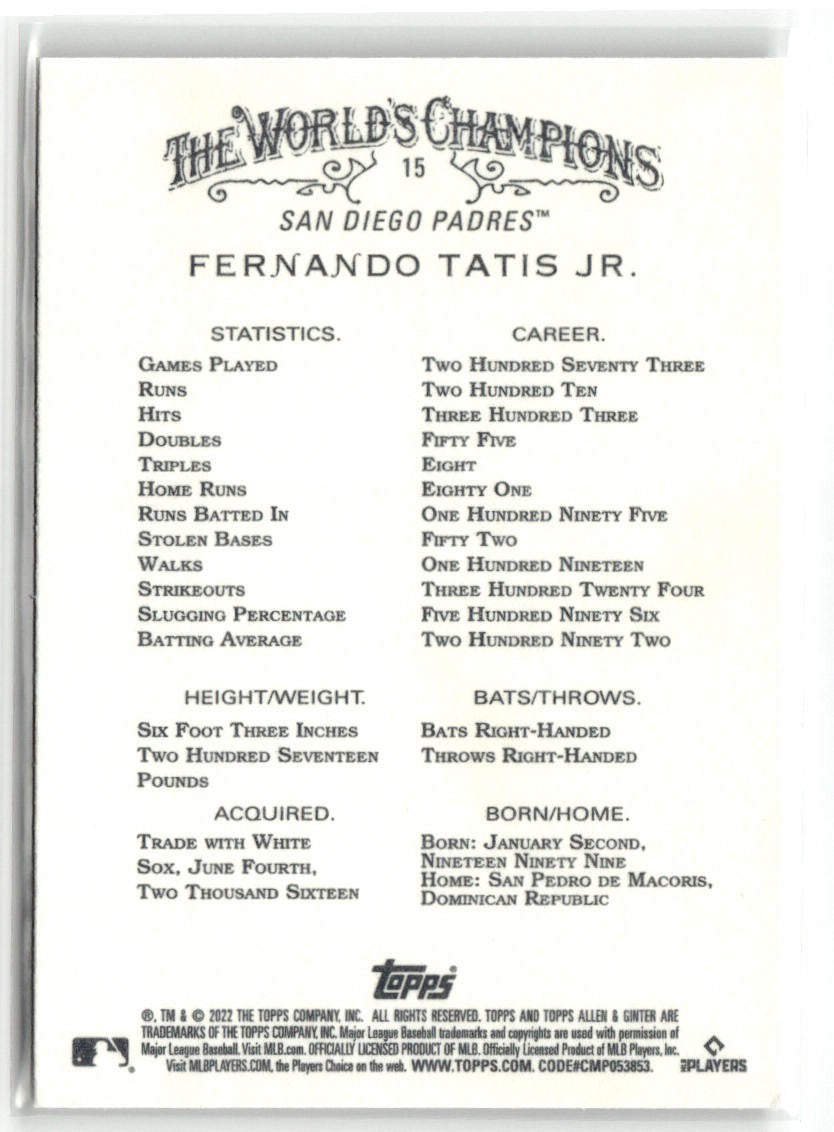 THE WORLD'S CHAMPIONS
15
SAN DIEGO PADRES™
FERNANDO TATIS JR.
STATISTICS. CAREER.
GAMES PLAYED TWO HUNDRED SEVENTY THREE
RUNS TWO HUNDRED TEN
HITS THREE HUNDRED THREE
DOUBLES FIFTY FIVE
TRIPLES EIGHT
HOME RUNS EIGHTY ONE
RUNS BATTED IN ONE HUNDRED NINETY FIVE
STOLEN BASES FIFTY TWO
WALKS ONE HUNDRED NINETEEN
STRIKEOUTS THREE HUNDRED TWENTY FOUR
SLUGGING PERCENTAGE FIVE HUNDRED NINETY SIX
BATTING AVERAGE TWO HUNDRED NINETY TWO
HEIGHT/WEIGHT.
SIX FOOT THREE INCHES
TWO HUNDRED SEVENTEEN
POUNDS
BATS/THROWS.
BATS RIGHT-HANDED
THROWS RIGHT-HANDED
ACQUIRED.
TRADE WITH WHITE
SOX, JUNE FOURTH,
TWO THOUSAND SIXTEEN
BORN/HOME.
BORN: JANUARY SECOND,
NINETEEN NINETY NINE
HOME: SAN PEDRO DE MACORIS,
DOMINICAN REPUBLIC
Topps®
®, TM & © 2022 THE TOPPS COMPANY, INC. ALL RIGHTS RESERVED. TOPPS AND TOPPS ALLEN & GINTER ARE
TRADEMARKS OF THE TOPPS COMPANY, INC. Major League Baseball trademarks and copyrights are used with permission of
Major League Baseball. Visit MLB.com. OFFICIALLY LICENSED PRODUCT OF MLB. Officially Licensed Product of MLB Players, Inc.
Visit MLBPLAYERS.COM, the Players Choice on the web. WWW.TOPPS.COM. CODE#CMP053853.
MLB PLAYERS